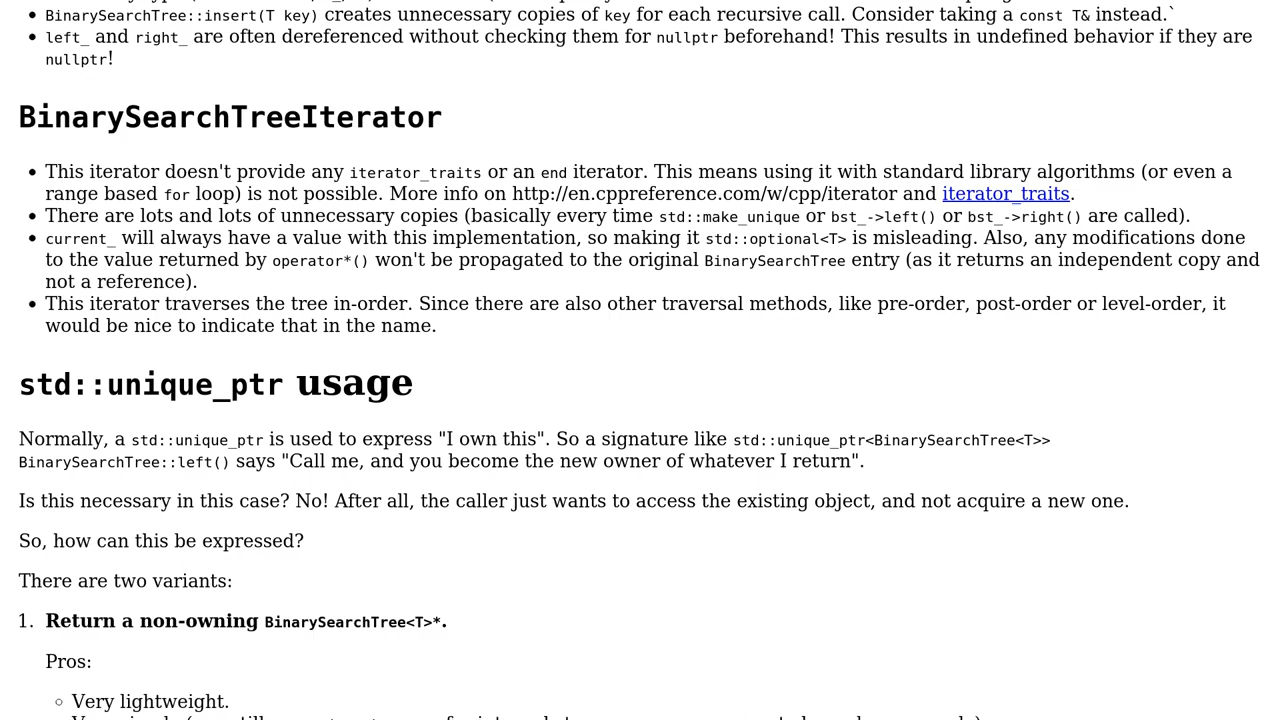 BinarySearchTree::insert(T key) creates unnecessary copies of key for each recursive call. Consider taking a const T& instead.`
left_ and right_ are often dereferenced without checking them for nullptr beforehand! This results in undefined behavior if they are
nullptr!
BinarySearchTreeIterator
This iterator doesn't provide any iterator_traits or an end iterator. This means using it with standard library algorithms (or even a
range based for loop) is not possible. More info on http://en.cppreference.com/w/cpp/iterator and iterator_traits.
There are lots and lots of unnecessary copies (basically every time std::make_unique or bst_->left() or bst_->right() are called).
current_ will always have a value with this implementation, so making it std::optional<T> is misleading. Also, any modifications done
to the value returned by operator*() won't be propagated to the original BinarySearchTree entry (as it returns an independent copy and
not a reference).
This iterator traverses the tree in-order. Since there are also other traversal methods, like pre-order, post-order or level-order, it
would be nice to indicate that in the name.
std::unique_ptr usage
Normally, a std::unique_ptr is used to express "I own this". So a signature like std::unique_ptr<BinarySearchTree<T>>
BinarySearchTree::left() says "Call me, and you become the new owner of whatever I return".
Is this necessary in this case? No! After all, the caller just wants to access the existing object, and not acquire a new one.
So, how can this be expressed?
There are two variants:
1. Return a non-owning BinarySearchTree<T>*.
Pros:
Very lightweight.